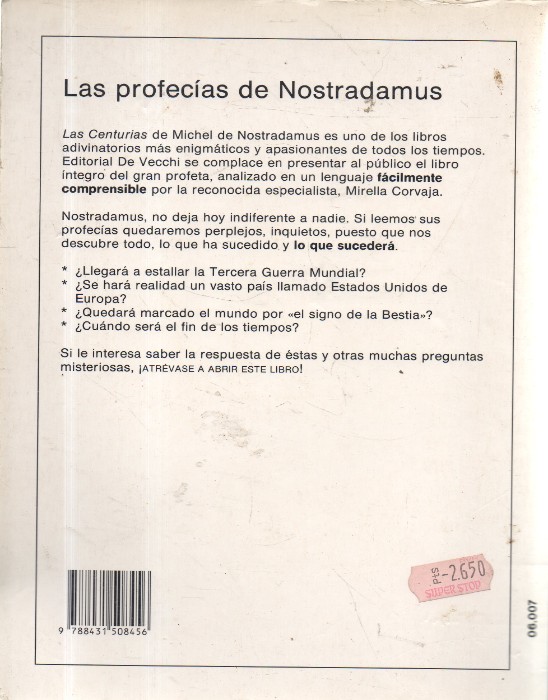 Las profecías de Nostradamus
Las Centurias de Michel de Nostradamus es uno de los libros
adivinatorios más enigmáticos y apasionantes de todos los tiempos.
Editorial De Vecchi se complace en presentar al público el libro
íntegro del gran profeta, analizado en un lenguaje fácilmente
comprensible por la reconocida especialista, Mirella Corvaja.
Nostradamus, no deja hoy indiferente a nadie. Si leemos sus
profecías quedaremos perplejos, inquietos, puesto que nos
descubre todo, lo que ha sucedido y lo que sucederá.
* ¿Llegará a estallar la Tercera Guerra Mundial?
* ¿Se hará realidad un vasto país llamado Estados Unidos de
Europa?
* ¿Quedará marcado el mundo por «el signo de la Bestia»?
* ¿Cuándo será el fin de los tiempos?
Si le interesa saber la respuesta de éstas y otras muchas preguntas
misteriosas, ¡ATRÉVASE A ABRIR ESTE LIBRO!
Pts -2.650
SUPER STOP
9 788431 508456
06.007